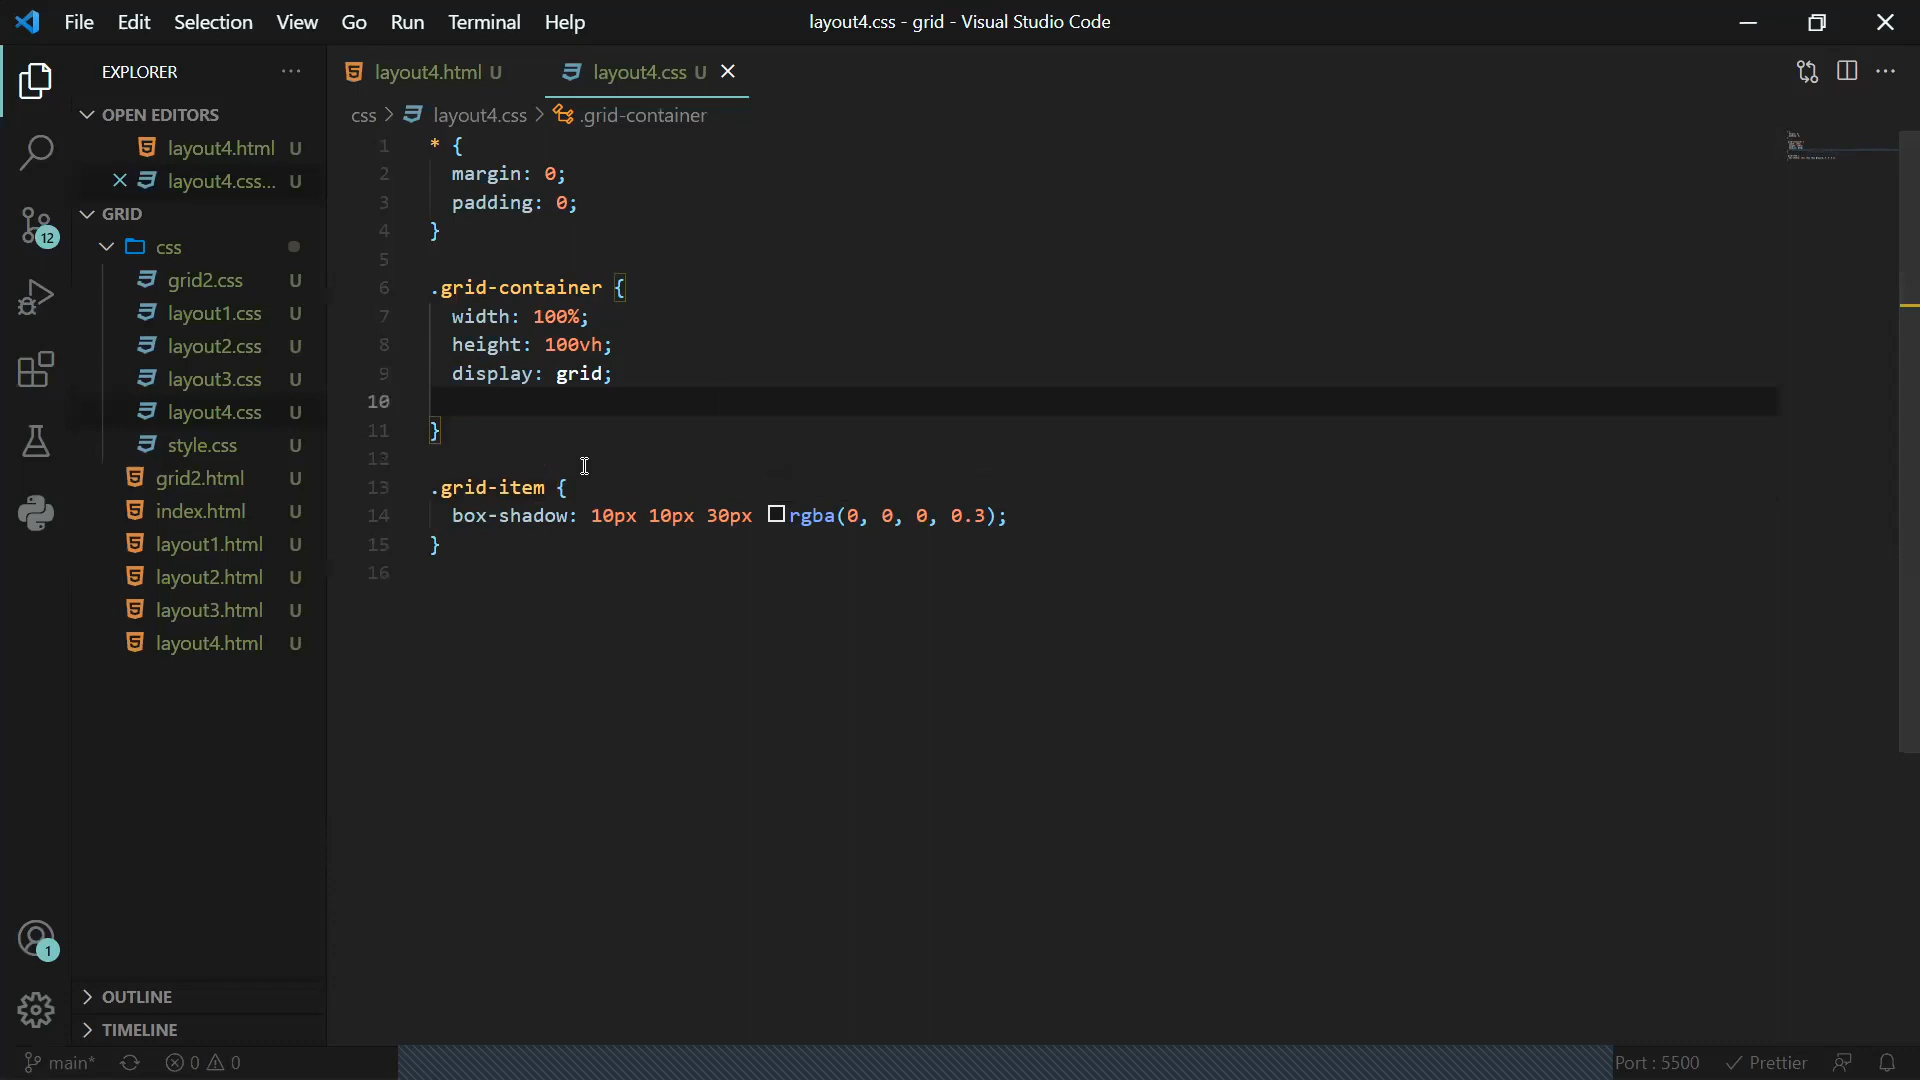 File Edit Selection View Go Run Terminal Help layout4.css - grid - Visual Studio Code
EXPLORER
OPEN EDITORS
layout4.html U
layout4.css... U
GRID
css
grid2.css U
layout1.css U
layout2.css U
layout3.css U
layout4.css U
style.css U
grid2.html U
index.html U
layout1.html U
layout2.html U
layout3.html U
layout4.html U
OUTLINE
TIMELINE
12
1
layout4.html U layout4.css U
css > layout4.css > .grid-container
1 * {
2 margin: 0;
3 padding: 0;
4 }
5
6 .grid-container {
7 width: 100%;
8 height: 100vh;
9 display: grid;
10
11 }
12
13 .grid-item {
14 box-shadow: 10px 10px 30px rgba(0, 0, 0, 0.3);
15 }
16
main* 0 0 Port : 5500 Prettier